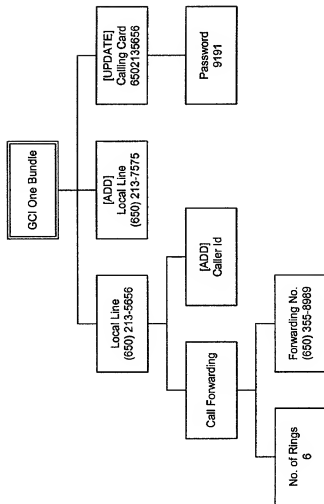 GCI One Bundle
Local Line
(650) 213-5656
[ADD]
Local Line
(650) 213-7575
[UPDATE]
Calling Card
6502135656
Call Forwarding
[ADD]
Caller Id
Password
9191
No. of Rings
6
Forwarding No.
(650) 355-8989